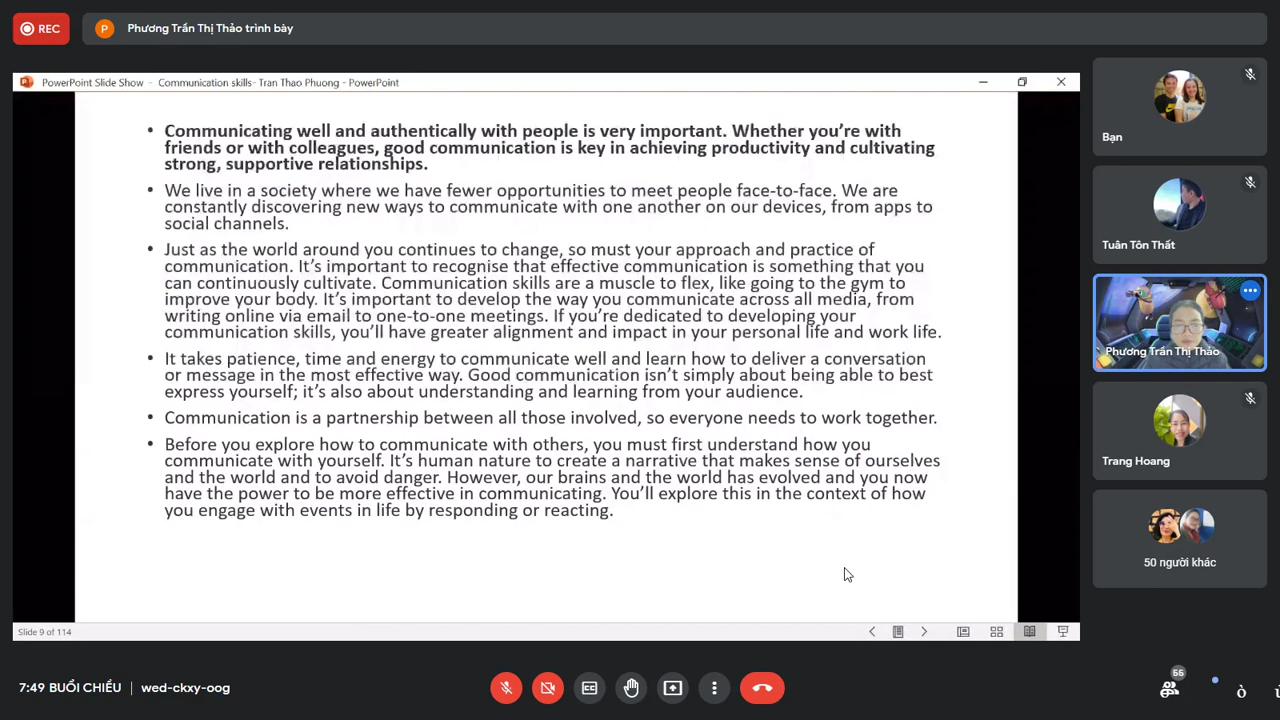 REC
P
Phương Trần Thị Thảo trình bày
PowerPoint Slide Show - Communication skills- Tran Thao Phuong - PowerPoint
• Communicating well and authentically with people is very important. Whether you're with
friends or with colleagues, good communication is key in achieving productivity and cultivating
strong, supportive relationships.
• We live in a society where we have fewer opportunities to meet people face-to-face. We are
constantly discovering new ways to communicate with one another on our devices, from apps to
social channels.
• Just as the world around you continues to change, so must your approach and practice of
communication. It's important to recognise that effective communication is something that you
can continuously cultivate. Communication skills are a muscle to flex, like going to the gym to
improve your body. It's important to develop the way you communicate across all media, from
writing online via email to one-to-one meetings. If you're dedicated to developing your
communication skills, you'll have greater alignment and impact in your personal life and work life.
• It takes patience, time and energy to communicate well and learn how to deliver a conversation
or message in the most effective way. Good communication isn't simply about being able to best
express yourself; it's also about understanding and learning from your audience.
• Communication is a partnership between all those involved, so everyone needs to work together.
• Before you explore how to communicate with others, you must first understand how you
communicate with yourself. It's human nature to create a narrative that makes sense of ourselves
and the world and to avoid danger. However, our brains and the world has evolved and you now
have the power to be more effective in communicating. You'll explore this in the context of how
you engage with events in life by responding or reacting.
Slide 9 of 114
Bạn
Tuân Tôn Thất
Phương Trần Thị Thảo
Trang Hoang
50 người khác
7:49 BUỔI CHIỀU
wed-ckxy-oog
55